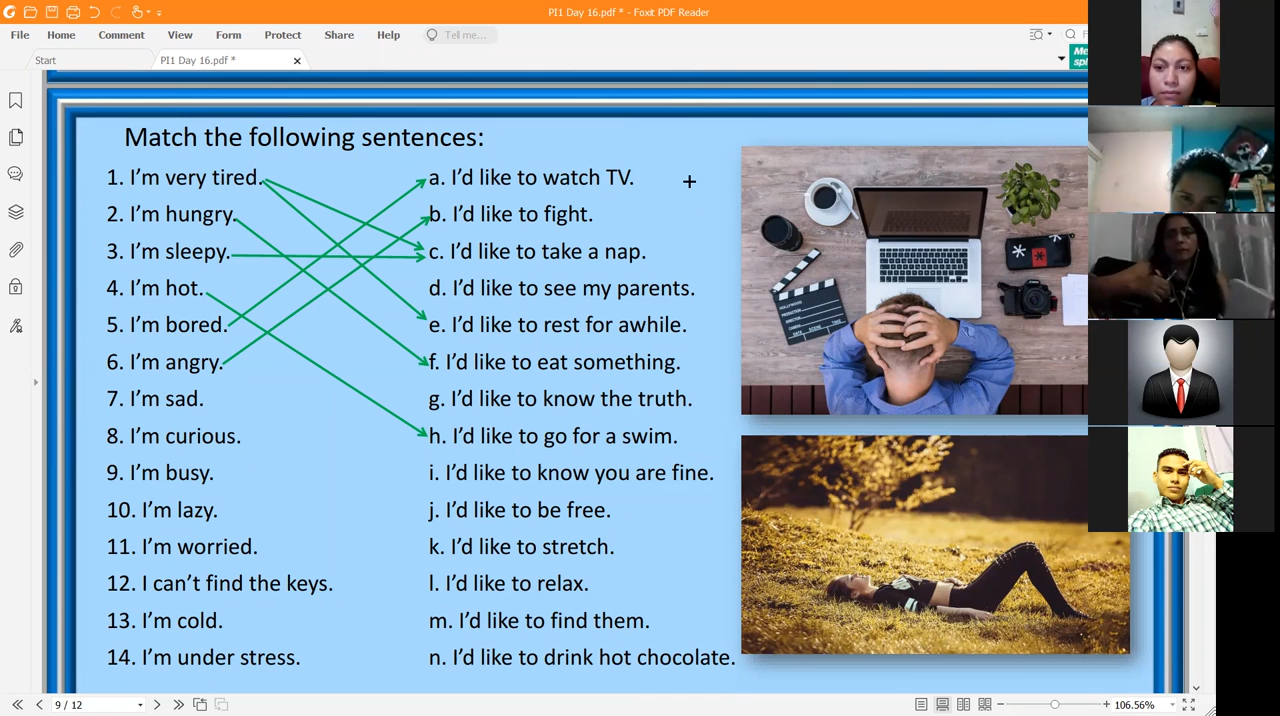 PI1 Day 16.pdf * - Foxit PDF Reader
File Home Comment View Form Protect Share Help Tell me...
Start PI1 Day 16.pdf *
Match the following sentences:
1. I’m very tired. a. I’d like to watch TV.
2. I’m hungry. b. I’d like to fight.
3. I’m sleepy. c. I’d like to take a nap.
4. I’m hot. d. I’d like to see my parents.
5. I’m bored. e. I’d like to rest for awhile.
6. I’m angry. f. I’d like to eat something.
7. I’m sad. g. I’d like to know the truth.
8. I’m curious. h. I’d like to go for a swim.
9. I’m busy. i. I’d like to know you are fine.
10. I’m lazy. j. I’d like to be free.
11. I’m worried. k. I’d like to stretch.
12. I can’t find the keys. l. I’d like to relax.
13. I’m cold. m. I’d like to find them.
14. I’m under stress. n. I’d like to drink hot chocolate.
9 / 12 106.56%